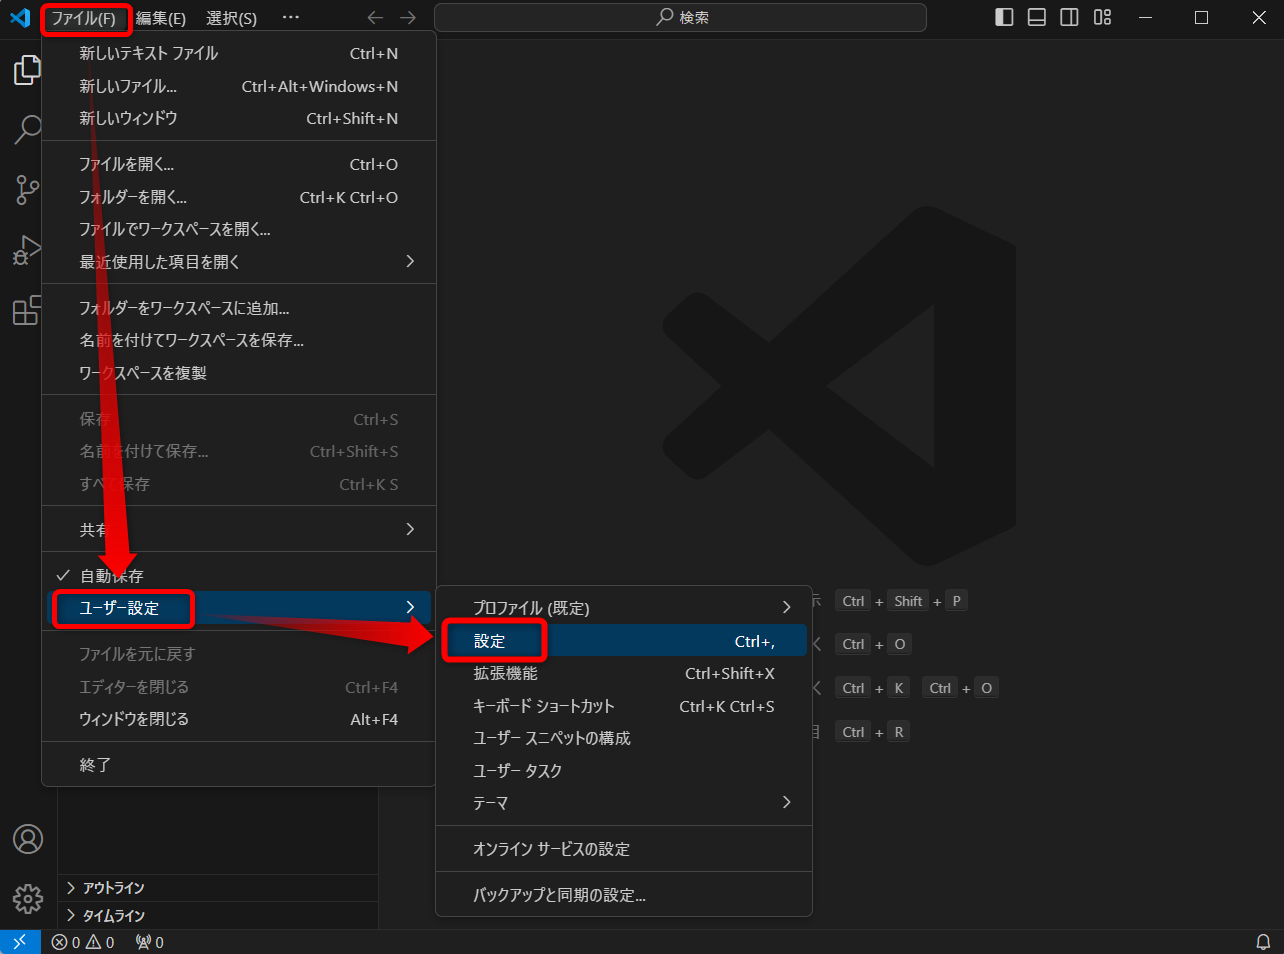 ファイル(F) 編集(E) 選択(S) ··· 検索
新しいテキスト ファイル Ctrl+N
新しいファイル... Ctrl+Alt+Windows+N
新しいウィンドウ Ctrl+Shift+N
ファイルを開く... Ctrl+O
フォルダーを開く... Ctrl+K Ctrl+O
ファイルでワークスペースを開く...
最近使用した項目を開く
フォルダーをワークスペースに追加...
名前を付けてワークスペースを保存...
ワークスペースを複製
保存 Ctrl+S
名前を付けて保存... Ctrl+Shift+S
すべて保存 Ctrl+K S
共有
自動保存
ユーザー設定
ファイルを元に戻す
エディターを閉じる Ctrl+F4
ウィンドウを閉じる Alt+F4
終了
プロファイル (既定)
設定 Ctrl+,
拡張機能 Ctrl+Shift+X
キーボード ショートカット Ctrl+K Ctrl+S
ユーザー スニペットの構成
ユーザー タスク
テーマ
オンライン サービスの設定
バックアップと同期の設定...
示 Ctrl + Shift + P
く Ctrl + O
く Ctrl + K Ctrl + O
目 Ctrl + R
アウトライン
タイムライン
0 0 0